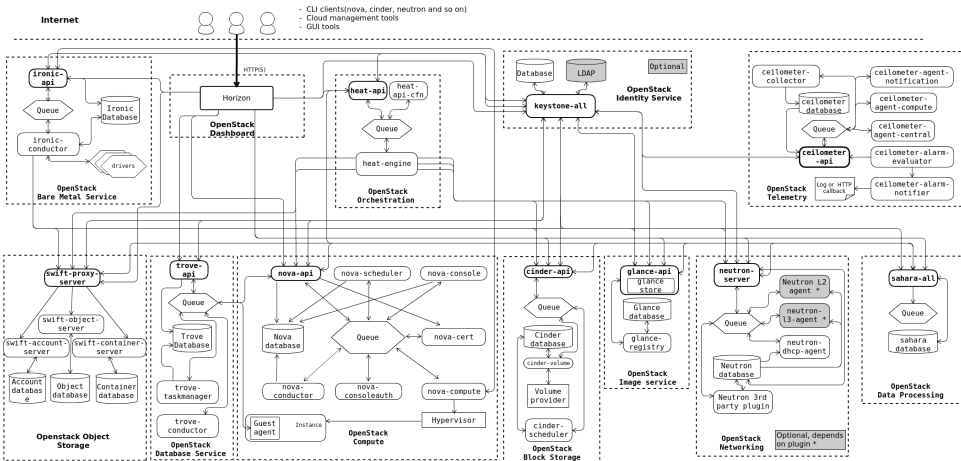 Internet
- CLI clients(nova, cinder, neutron and so on)
- Cloud management tools
- GUI tools
HTTP(S)
ironic-
api
Queue
Ironic
Database
ironic-
conductor
drivers
OpenStack
Bare Metal Service
Horizon
OpenStack
Dashboard
heat-api
heat-
api-cfn
Queue
heat-engine
OpenStack
Orchestration
Database
LDAP
Optional
keystone-all
OpenStack
Identity Service
ceilometer-
collector
ceilometer-agent-
notification
ceilometer
database
ceilometer-
agent-compute
Queue
ceilometer-
agent-central
ceilometer
-api
ceilometer-alarm-
evaluator
Log or HTTP
callback
ceilometer-alarm-
notifier
OpenStack
Telemetry
swift-proxy-
server
swift-object-
server
swift-account-
server
swift-container-
server
Account
databas
e
Object
database
Container
database
Openstack Object
Storage
trove-
api
Queue
Trove
Database
trove-
taskmanager
trove-
conductor
OpenStack
Database Service
nova-api
nova-scheduler
nova-console
Nova
database
Queue
nova-cert
nova-
conductor
nova-
consoleauth
nova-compute
Guest
agent
Instance
Hypervisor
OpenStack
Compute
cinder-api
Queue
Cinder
database
cinder-volume
Volume
provider
cinder-
scheduler
OpenStack
Block Storage
glance-api
glance
store
Glance
database
glance-
registry
OpenStack
Image service
neutron-
server
Neutron L2
agent *
Queue
neutron-
l3-agent *
neutron-
dhcp-agent
Neutron
database
Neutron 3rd
party plugin
OpenStack
Networking
Optional, depends
on plugin *
sahara-all
Queue
sahara
database
OpenStack
Data Processing